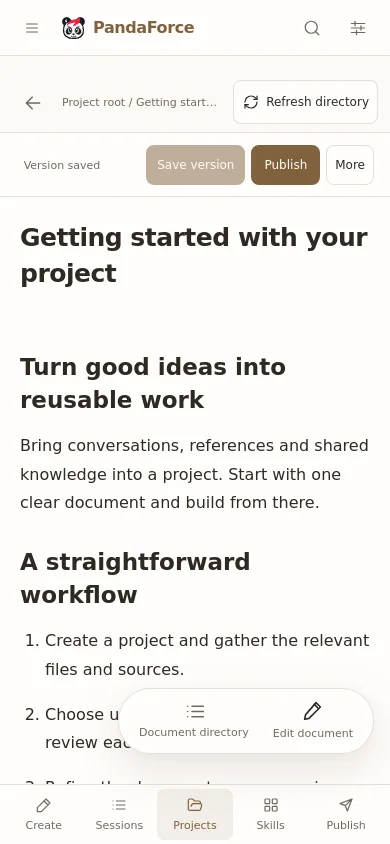 PandaForce
Project root / Getting start...
Refresh directory
Version saved
Save version
Publish
More
Getting started with your
project
Turn good ideas into
reusable work
Bring conversations, references and shared
knowledge into a project. Start with one
clear document and build from there.
A straightforward
workflow
1. Create a project and gather the relevant
files and sources.
2. Choose
review
Document directory
Edit document
Create
Sessions
Projects
Skills
Publish